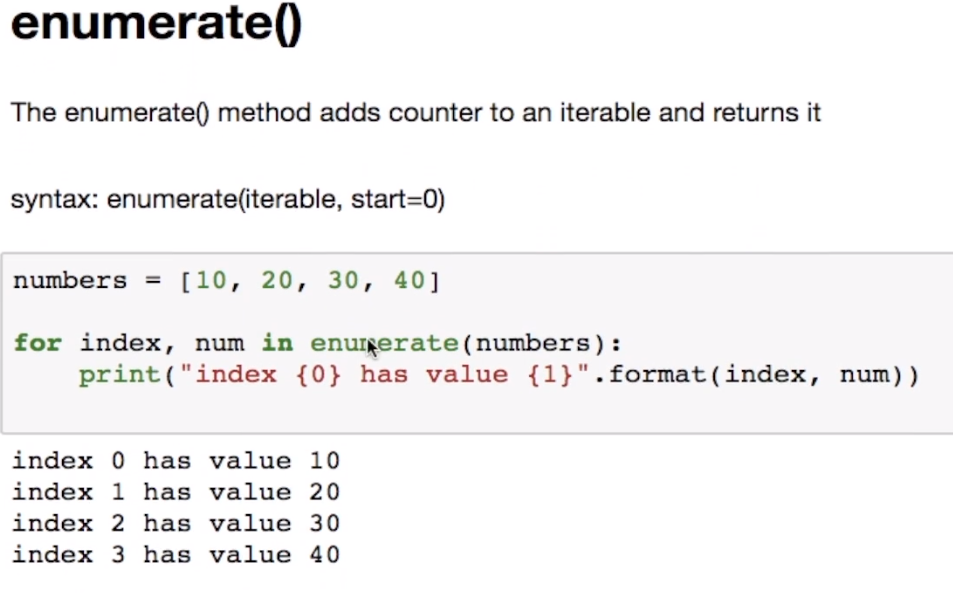 enumerate()
The enumerate() method adds counter to an iterable and returns it
syntax: enumerate(iterable, start=0)
numbers = [10, 20, 30, 40]
for index, num in enumerate(numbers):
    print("index {0} has value {1}".format(index, num))
index 0 has value 10
index 1 has value 20
index 2 has value 30
index 3 has value 40